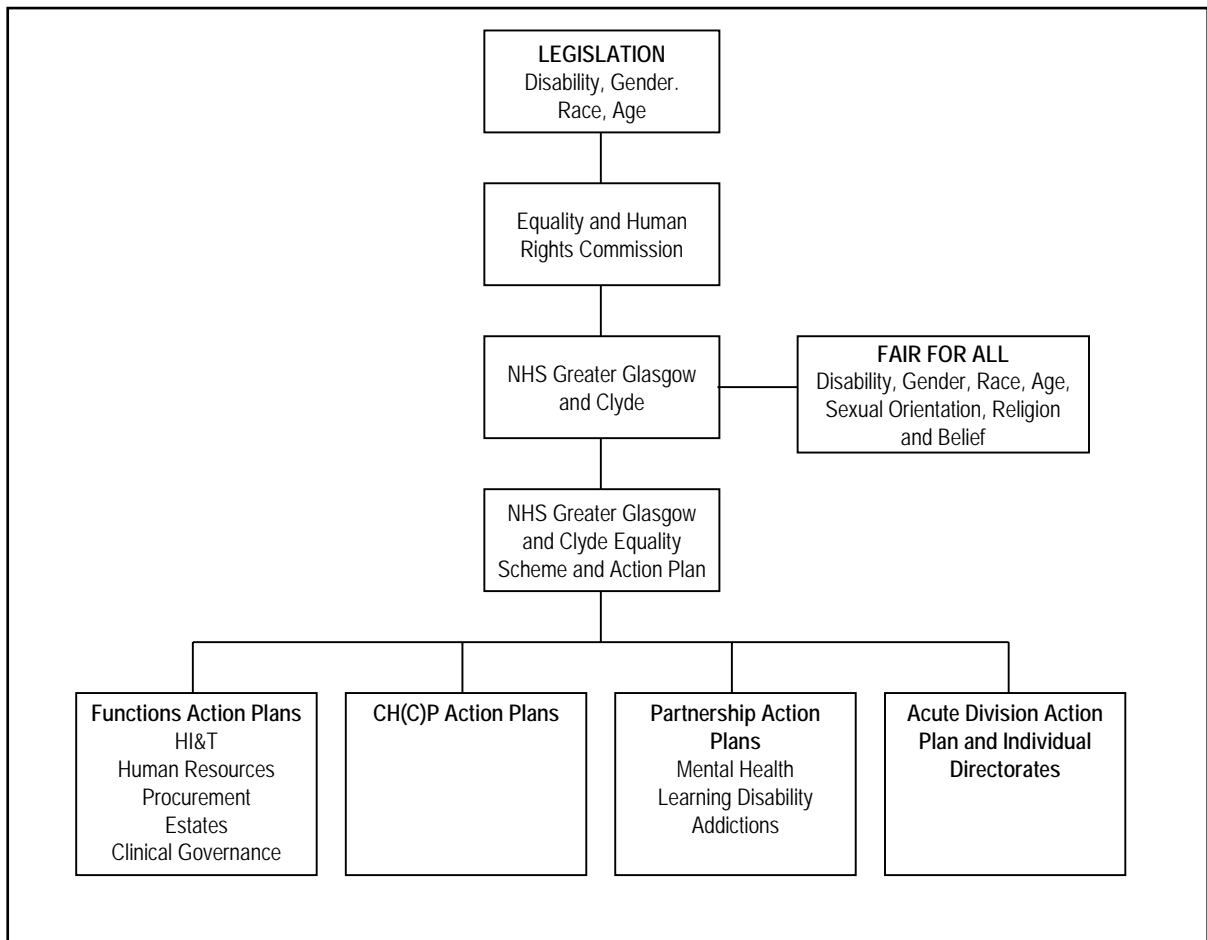 LEGISLATION
Disability, Gender.
Race, Age
Equality and Human
Rights Commission
NHS Greater Glasgow
and Clyde
FAIR FOR ALL
Disability, Gender, Race, Age,
Sexual Orientation, Religion
and Belief
NHS Greater Glasgow
and Clyde Equality
Scheme and Action Plan
Functions Action Plans
HI&T
Human Resources
Procurement
Estates
Clinical Governance
CH(C)P Action Plans
Partnership Action
Plans
Mental Health
Learning Disability
Addictions
Acute Division Action
Plan and Individual
Directorates